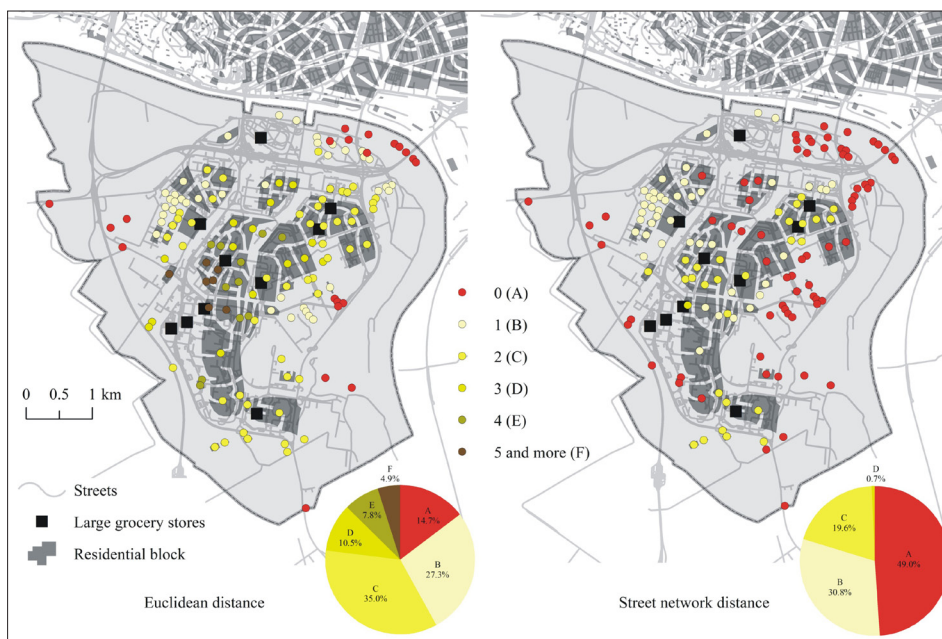 0 (A)
1 (B)
2 (C)
3 (D)
4 (E)
5 and more (F)
0 0.5 1 km
Streets
Large grocery stores
Residential block
Euclidean distance
F
4.9%
A
14.7%
E
7.8%
D
10.5%
B
27.3%
C
35.0%
Street network distance
D
0.7%
C
19.6%
A
49.0%
B
30.8%